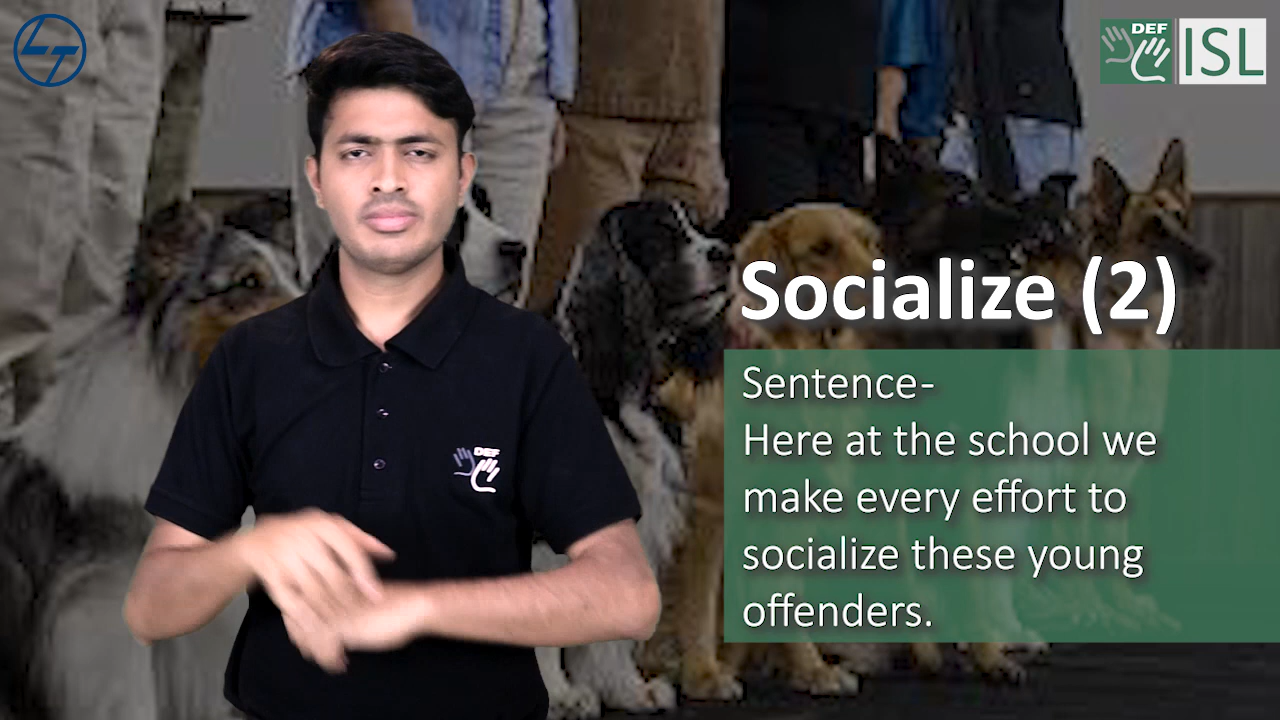 LT
DEF
ISL
DEF
Socialize (2)
Sentence-
Here at the school we
make every effort to
socialize these young
offenders.